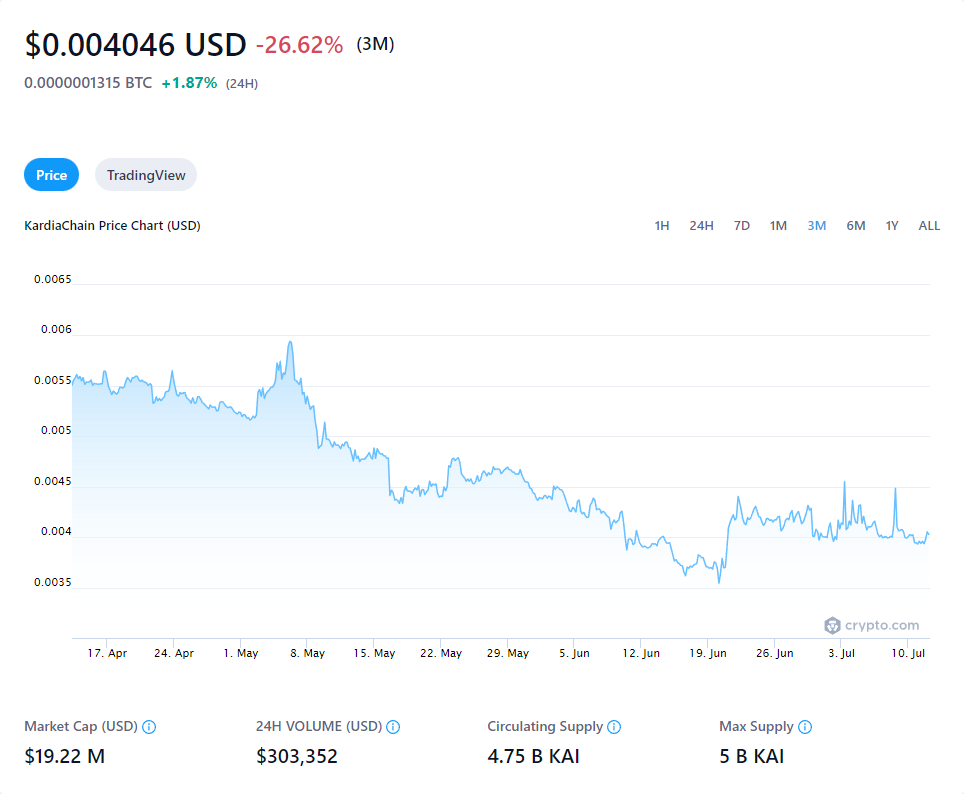 $0.004046 USD -26.62% (3M)
0.0000001315 BTC +1.87% (24H)
Price TradingView
KardiaChain Price Chart (USD) 1H 24H 7D 1M 3M 6M 1Y ALL
0.0065
0.006
0.0055
0.005
0.0045
0.004
0.0035
crypto.com
17. Apr 24. Apr 1. May 8. May 15. May 22. May 29. May 5. Jun 12. Jun 19. Jun 26. Jun 3. Jul 10. Jul
Market Cap (USD) 24H VOLUME (USD) Circulating Supply Max Supply
$19.22 M $303,352 4.75 B KAI 5 B KAI